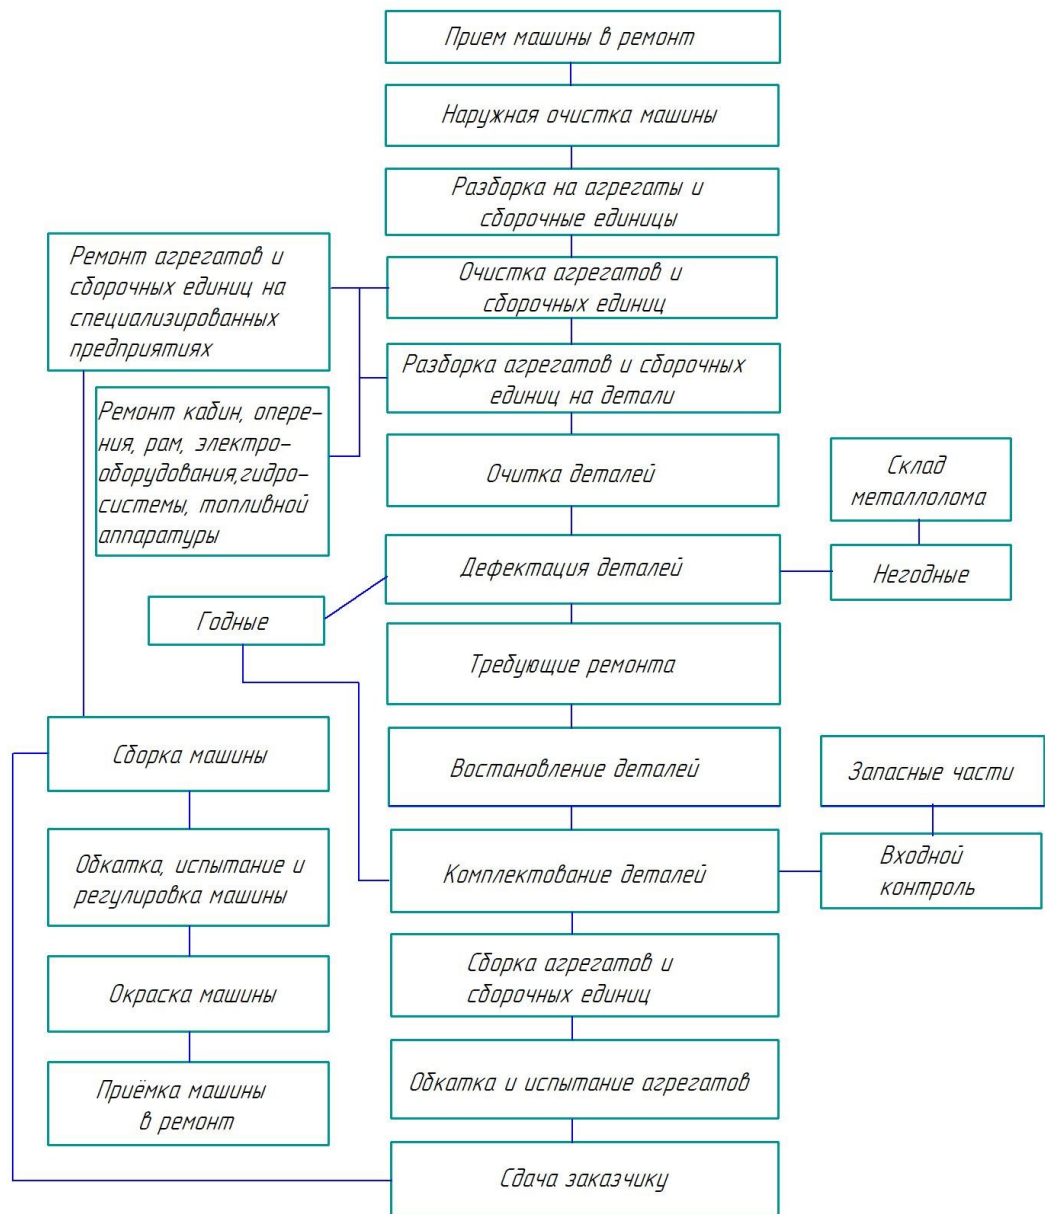 Прием машины в ремонт
Наружная очистка машины
Разборка на агрегаты и
сборочные единицы
Ремонт агрегатов и
сборочных единиц на
специализированных
предприятиях
Очистка агрегатов и
сборочных единиц
Разборка агрегатов и сборочных
единиц на детали
Ремонт кабин, опере-
ния, рам, электро-
оборудования,гидро-
системы, топливной
аппаратуры
Очитка деталей
Склад
металлолома
Дефектация деталей
Негодные
Годные
Требующие ремонта
Сборка машины
Востановление деталей
Запасные части
Обкатка, испытание и
регулировка машины
Комплектование деталей
Входной
контроль
Сборка агрегатов и
сборочных единиц
Окраска машины
Обкатка и испытание агрегатов
Приёмка машины
в ремонт
Сдача заказчику